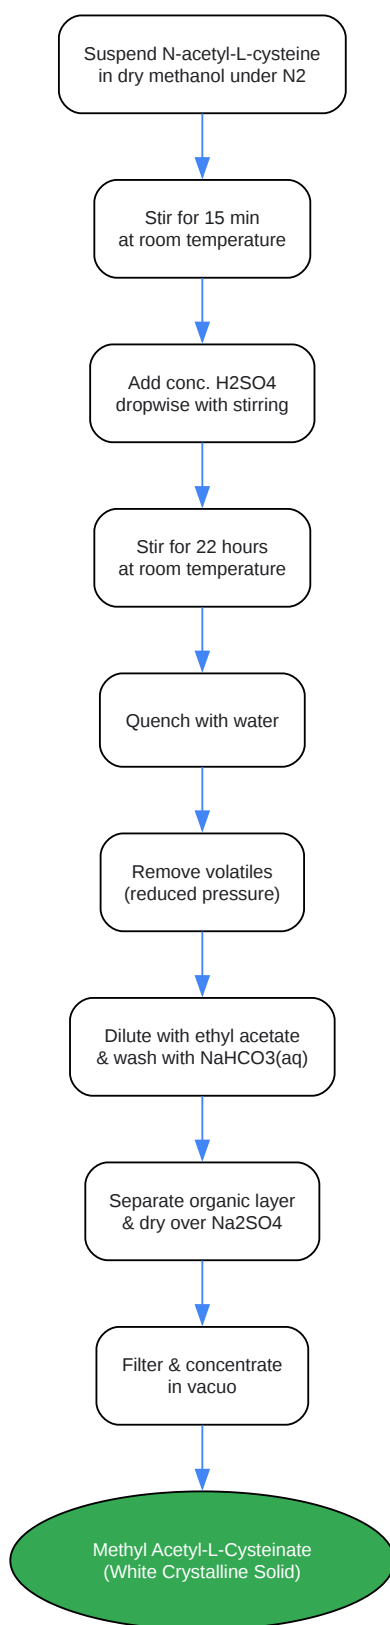 Suspend N-acetyl-L-cysteine
in dry methanol under N2
Stir for 15 min
at room temperature
Add conc. H2SO4
dropwise with stirring
Stir for 22 hours
at room temperature
Quench with water
Remove volatiles
(reduced pressure)
Dilute with ethyl acetate
& wash with NaHCO3(aq)
Separate organic layer
& dry over Na2SO4
Filter & concentrate
in vacuo
Methyl Acetyl-L-Cysteinate
(White Crystalline Solid)